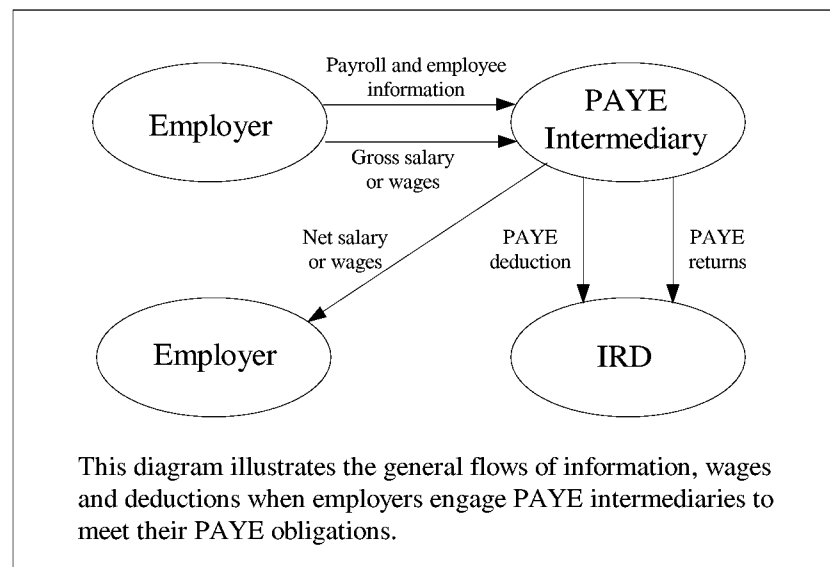 Payroll and employee
information
Employer
PAYE
Intermediary
Gross salary
or wages
Net salary
or wages
PAYE
deduction
PAYE
returns
Employer
IRD
This diagram illustrates the general flows of information, wages
and deductions when employers engage PAYE intermediaries to
meet their PAYE obligations.